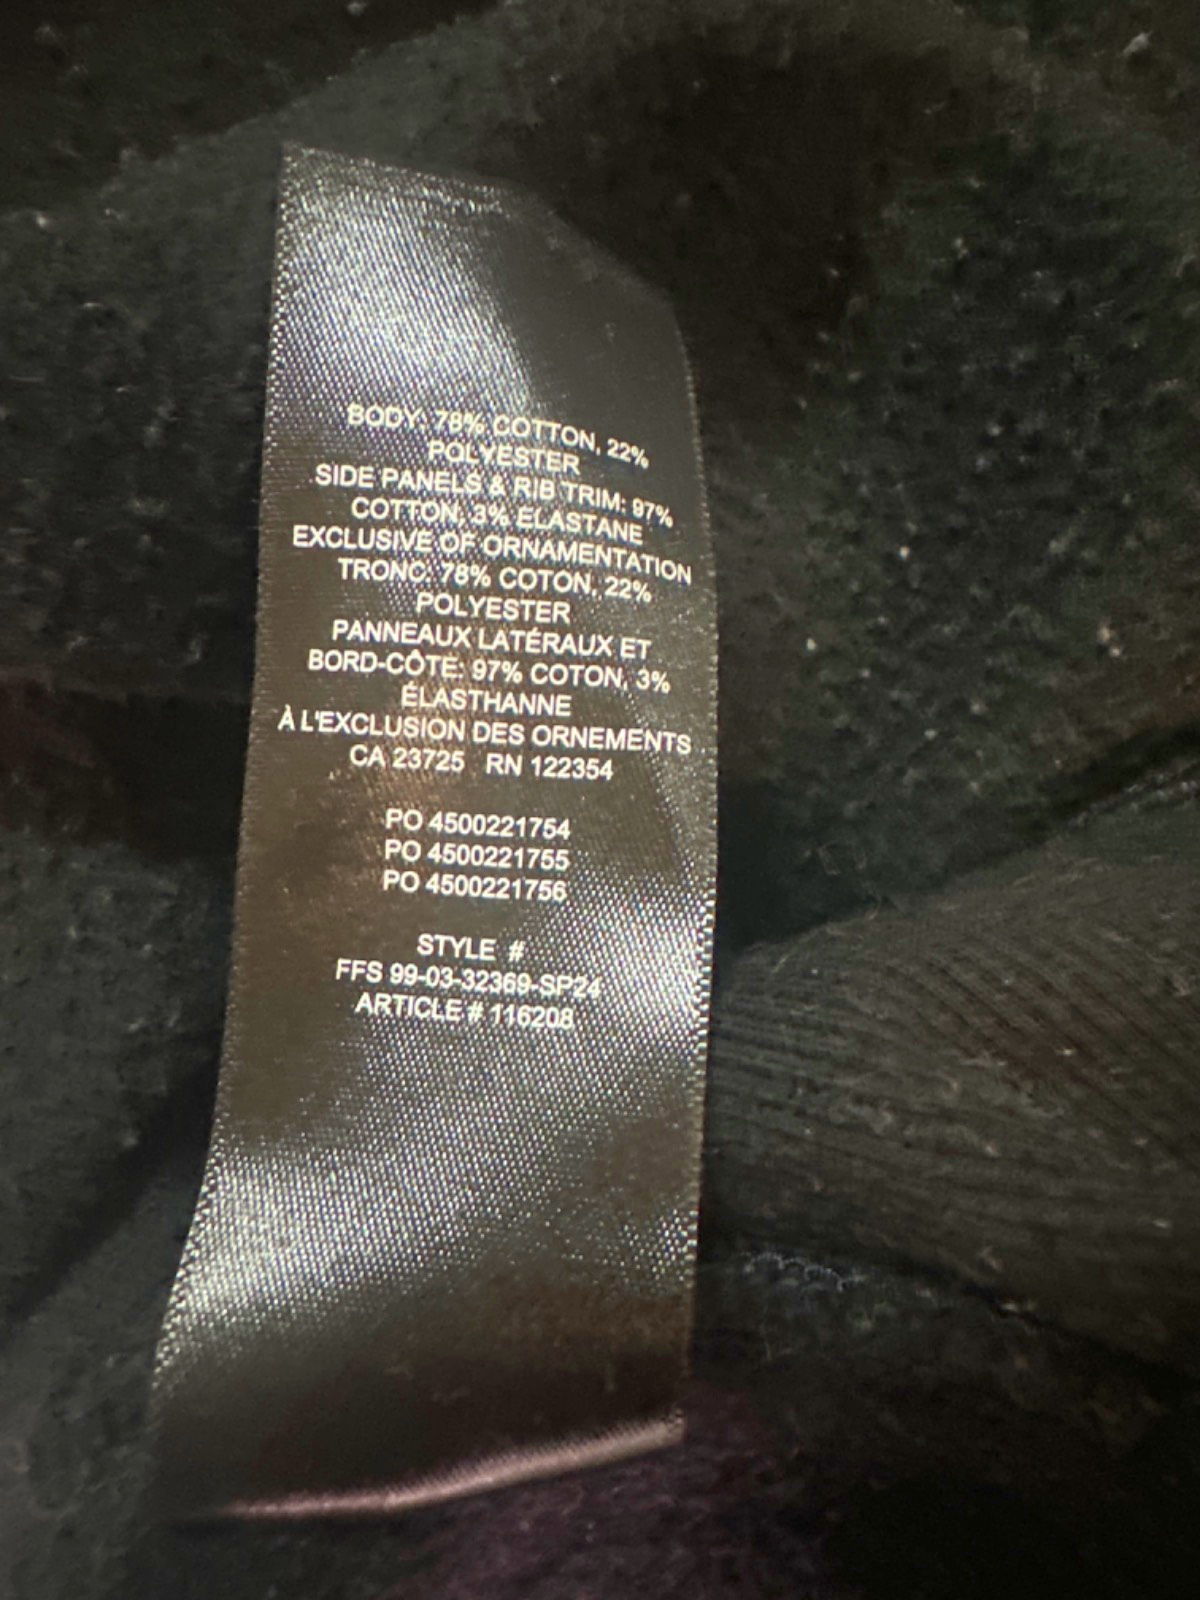 BODY: 78% COTTON, 22%
POLYESTER
SIDE PANELS & RIB TRIM: 97%
COTTON, 3% ELASTANE
EXCLUSIVE OF ORNAMENTATION
TRONC: 78% COTON, 22%
POLYESTER
PANNEAUX LATÉRAUX ET
BORD-CÔTE: 97% COTON, 3%
ÉLASTHANNE
À L'EXCLUSION DES ORNEMENTS
CA 23725 RN 122354
PO 4500221754
PO 4500221755
PO 4500221756
STYLE #
FFS 99-03-32369-SP24
ARTICLE # 116208